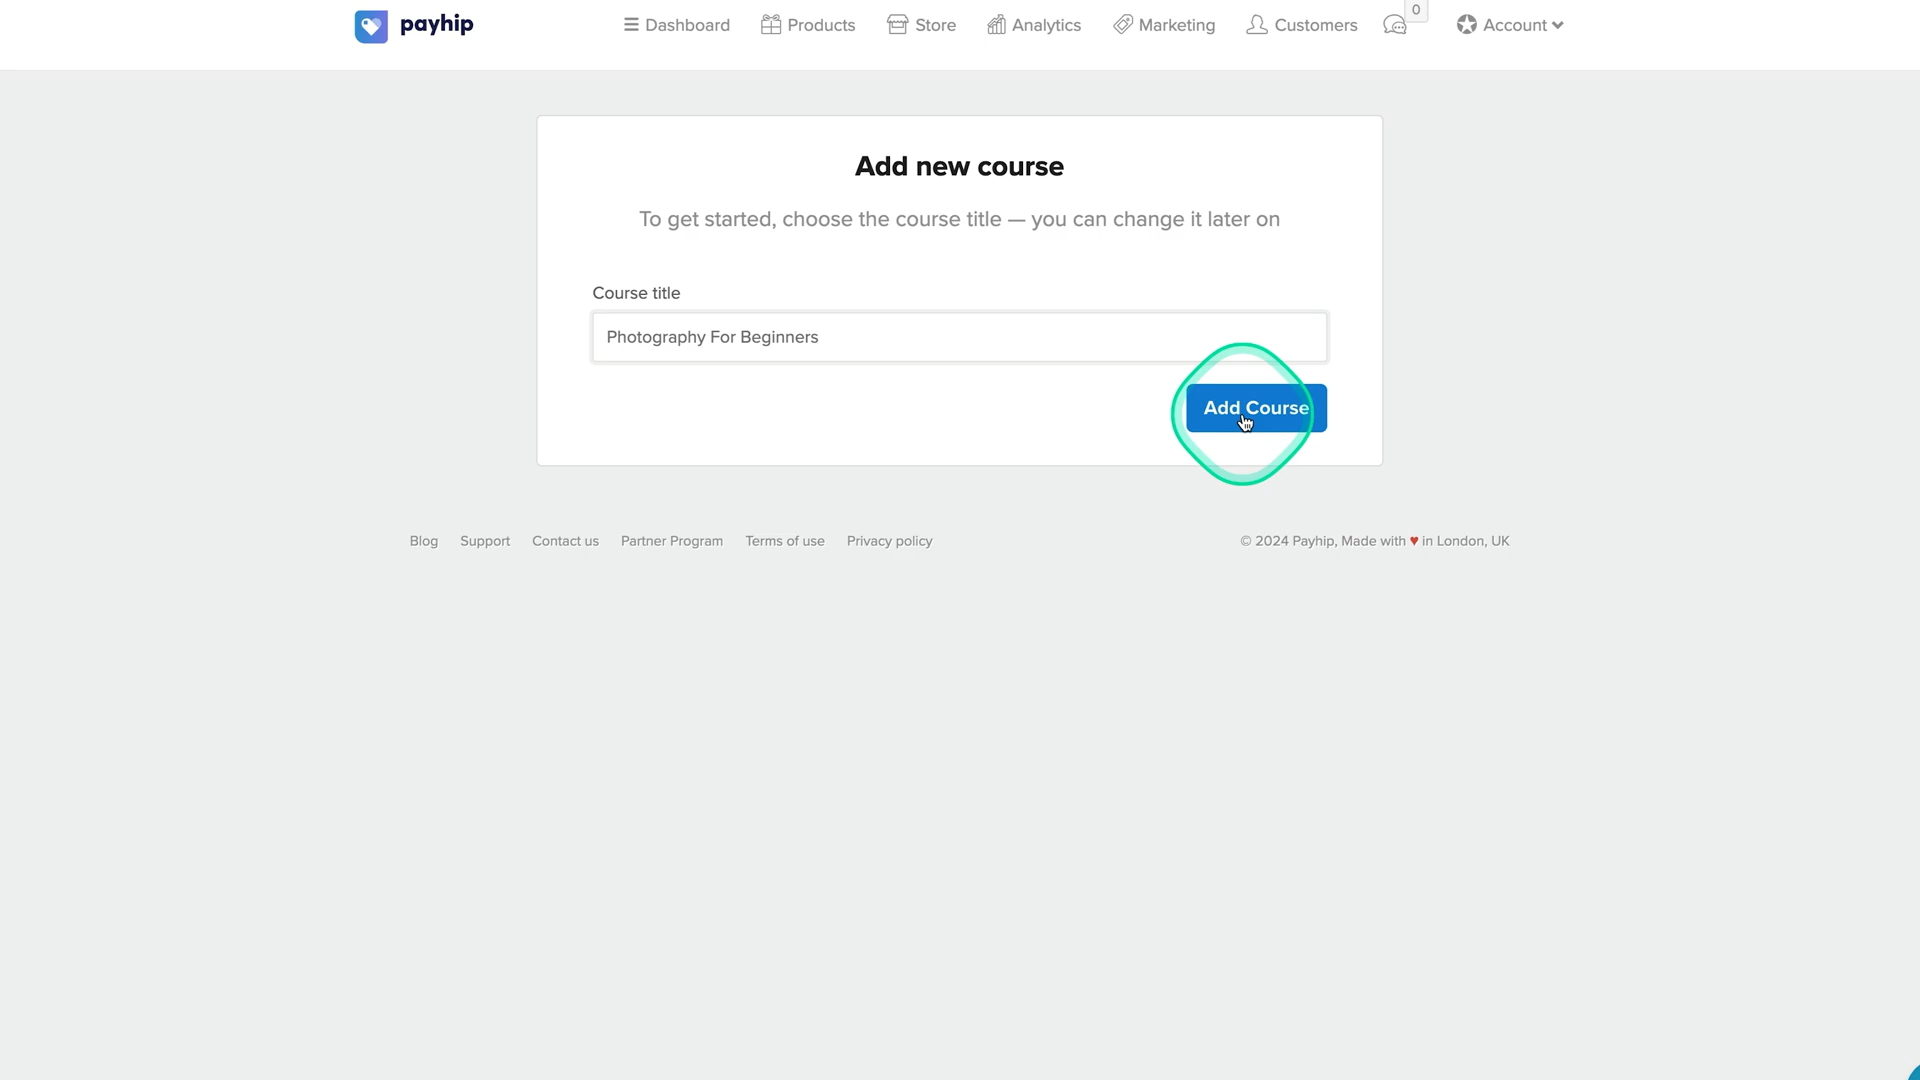 payhip
Dashboard Products Store Analytics Marketing Customers 0 Account
Add new course
To get started, choose the course title — you can change it later on
Course title
Photography For Beginners
Add Course
Blog Support Contact us Partner Program Terms of use Privacy policy © 2024 Payhip, Made with ♥ in London, UK